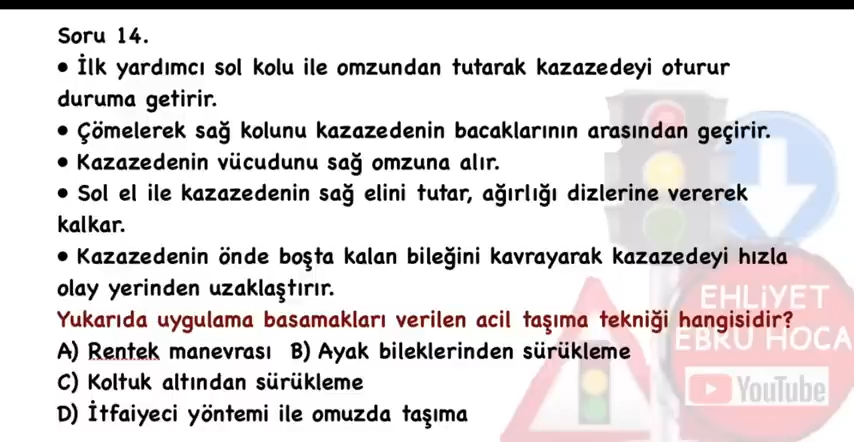 Soru 14.
• İlk yardımcı sol kolu ile omzundan tutarak kazazedeyi oturur
duruma getirir.
• Çömelerek sağ kolunu kazazedenin bacaklarının arasından geçirir.
• Kazazedenin vücudunu sağ omzuna alır.
• Sol el ile kazazedenin sağ elini tutar, ağırlığı dizlerine vererek
kalkar.
• Kazazedenin önde boşta kalan bileğini kavrayarak kazazedeyi hızla
olay yerinden uzaklaştırır.
Yukarıda uygulama basamakları verilen acil taşıma tekniği hangisidir?
A) Rentek manevrası B) Ayak bileklerinden sürükleme
C) Koltuk altından sürükleme
D) İtfaiyeci yöntemi ile omuzda taşıma
EHLİYET
EBRU HOCA
YouTube